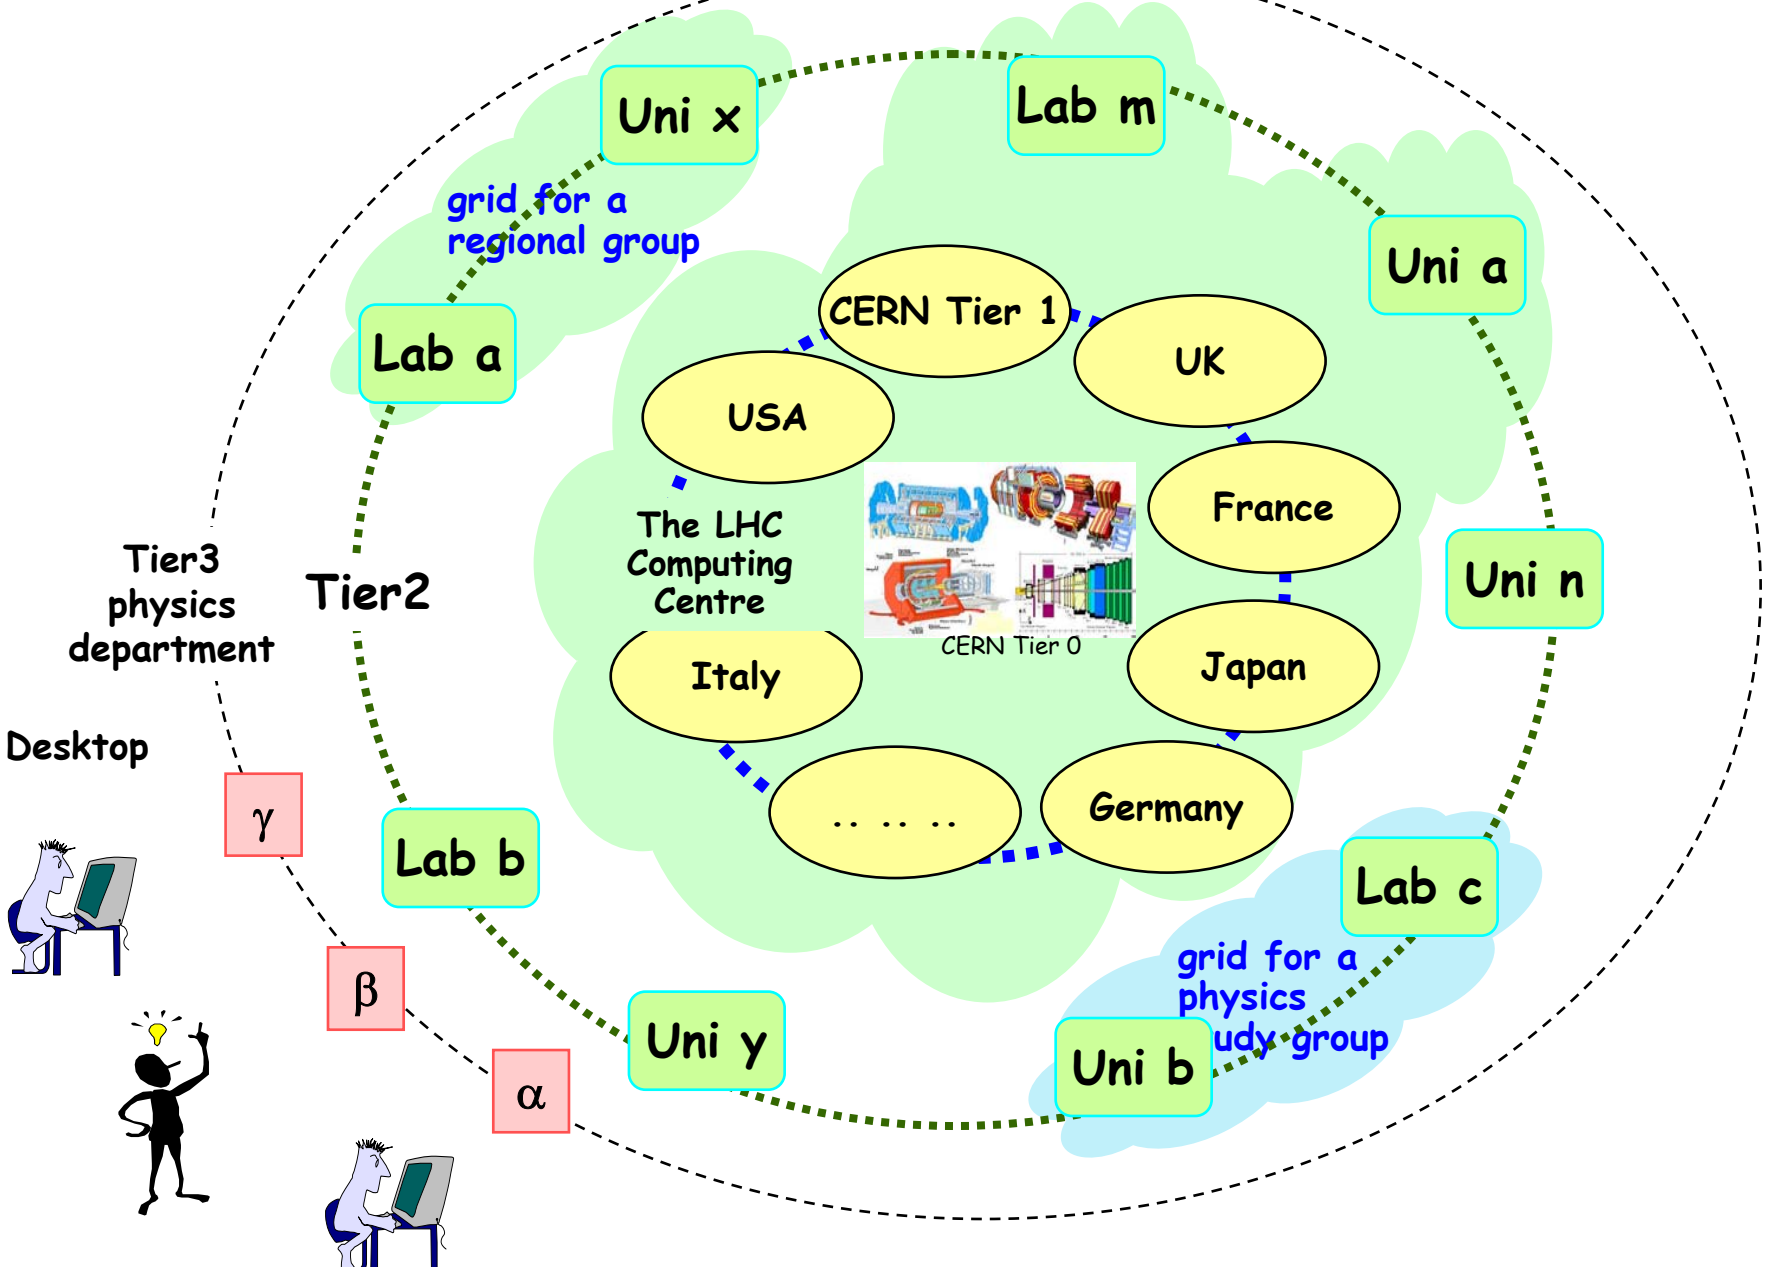 Uni x
Lab m
grid for a
regional group
Uni a
CERN Tier 1
Lab a
UK
USA
France
The LHC
Computing
Centre
Tier3
physics
department
Tier2
Uni n
CERN Tier 0
Italy
Japan
Desktop
.. .. ..
Germany
γ
Lab b
Lab c
grid for a
physics
udy group
β
Uni y
Uni b
α